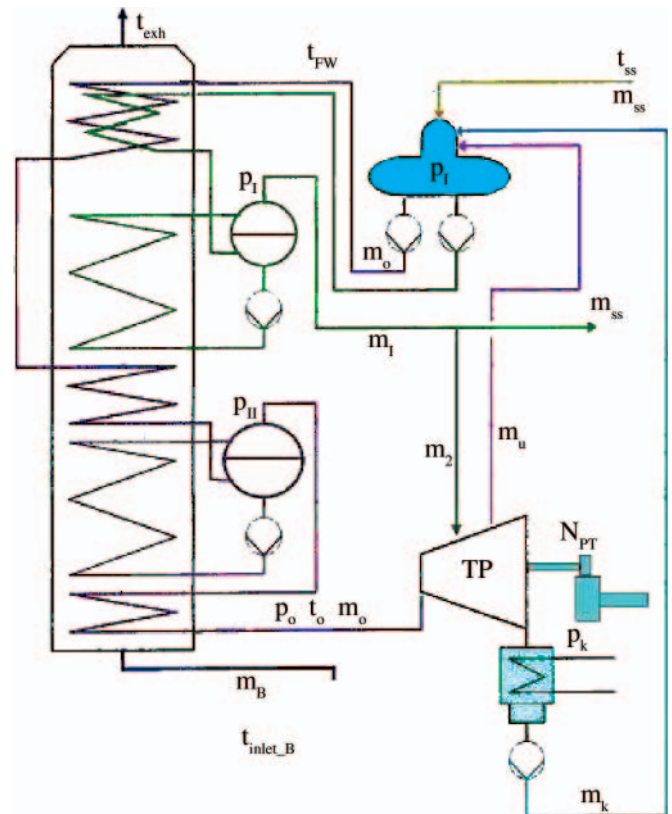 t_exh
t_FW
t_ss
m_ss
p_I
p_I
m_o
m_ss
m_I
p_II
m_2
m_u
N_PT
TP
p_o t_o m_o
p_k
m_B
t_inlet_B
m_k